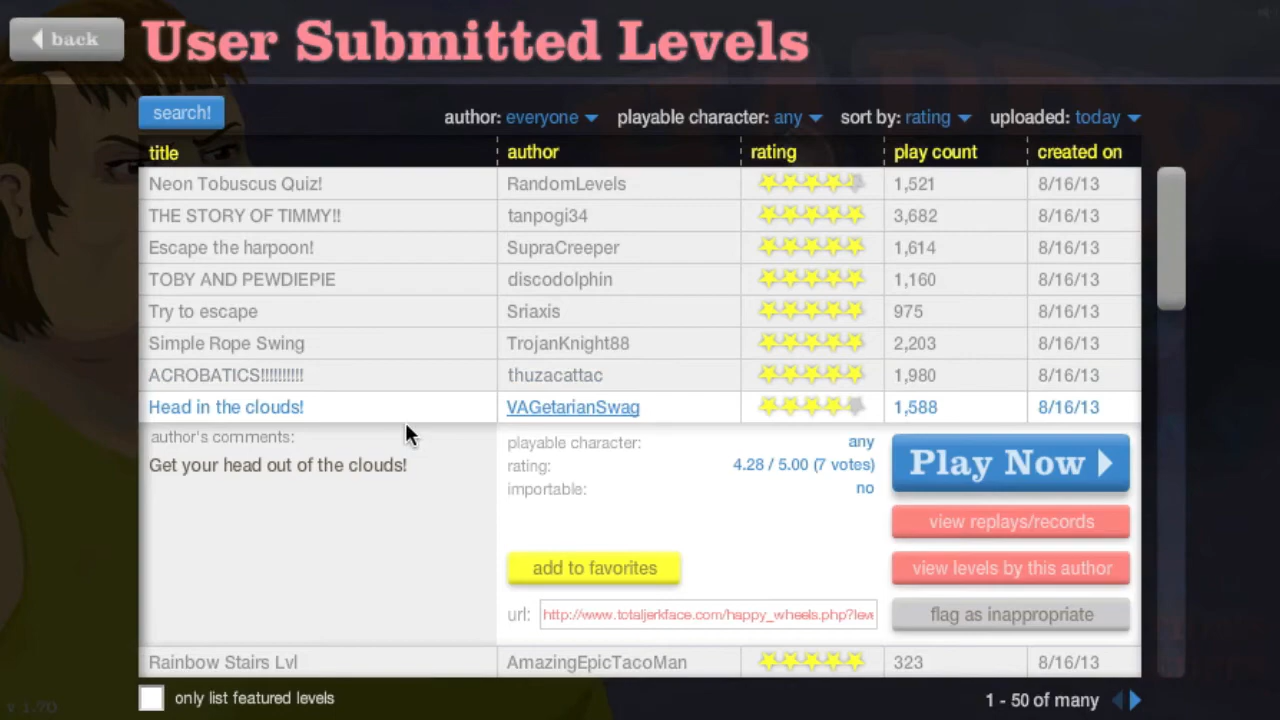 back
User Submitted Levels
search!
author: everyone playable character: any sort by: rating uploaded: today
title author rating play count created on
Neon Tobuscus Quiz! RandomLevels 1,521 8/16/13
THE STORY OF TIMMY!! tanpogi34 3,682 8/16/13
Escape the harpoon! SupraCreeper 1,614 8/16/13
TOBY AND PEWDIEPIE discodolphin 1,160 8/16/13
Try to escape Sriaxis 975 8/16/13
Simple Rope Swing TrojanKnight88 2,203 8/16/13
ACROBATICS!!!!!!!!!! thuzacattac 1,980 8/16/13
Head in the clouds! VAGetarianSwag 1,588 8/16/13
author's comments:
Get your head out of the clouds!
playable character: any
rating: 4.28 / 5.00 (7 votes)
importable: no
Play Now
view replays/records
add to favorites
view levels by this author
url: http://www.totaljerkface.com/happy_wheels.php?leve
flag as inappropriate
Rainbow Stairs Lvl AmazingEpicTacoMan 323 8/16/13
only list featured levels
1 - 50 of many
v 1.70